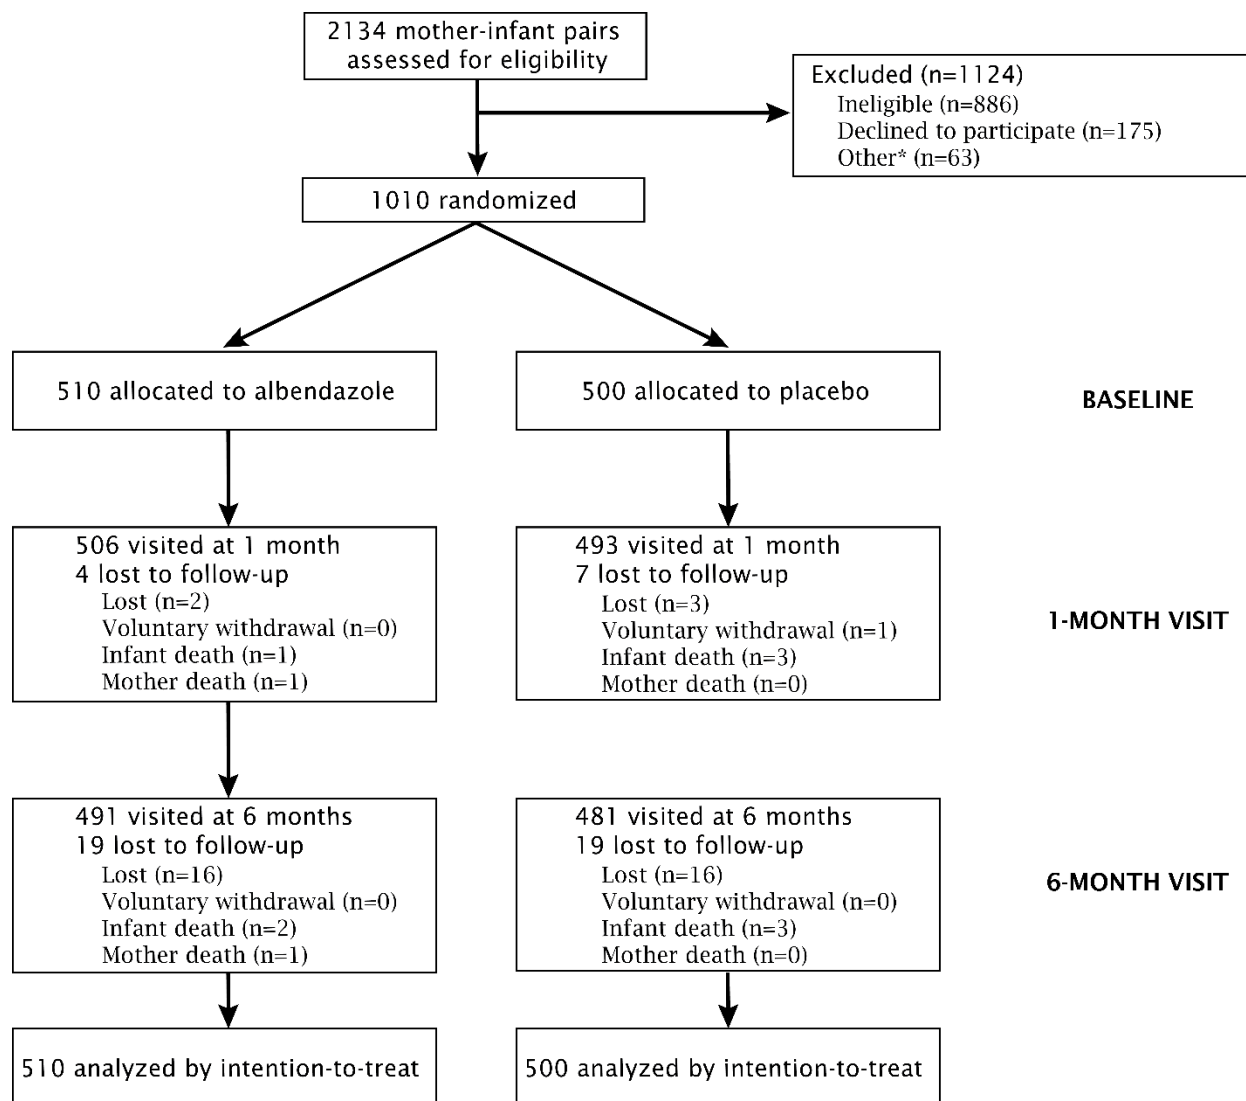 2134 mother-infant pairs
assessed for eligibility
Excluded (n=1124)
Ineligible (n=886)
Declined to participate (n=175)
Other* (n=63)
1010 randomized
510 allocated to albendazole
500 allocated to placebo
BASELINE
506 visited at 1 month
4 lost to follow-up
Lost (n=2)
Voluntary withdrawal (n=0)
Infant death (n=1)
Mother death (n=1)
493 visited at 1 month
7 lost to follow-up
Lost (n=3)
Voluntary withdrawal (n=1)
Infant death (n=3)
Mother death (n=0)
1-MONTH VISIT
491 visited at 6 months
19 lost to follow-up
Lost (n=16)
Voluntary withdrawal (n=0)
Infant death (n=2)
Mother death (n=1)
481 visited at 6 months
19 lost to follow-up
Lost (n=16)
Voluntary withdrawal (n=0)
Infant death (n=3)
Mother death (n=0)
6-MONTH VISIT
510 analyzed by intention-to-treat
500 analyzed by intention-to-treat